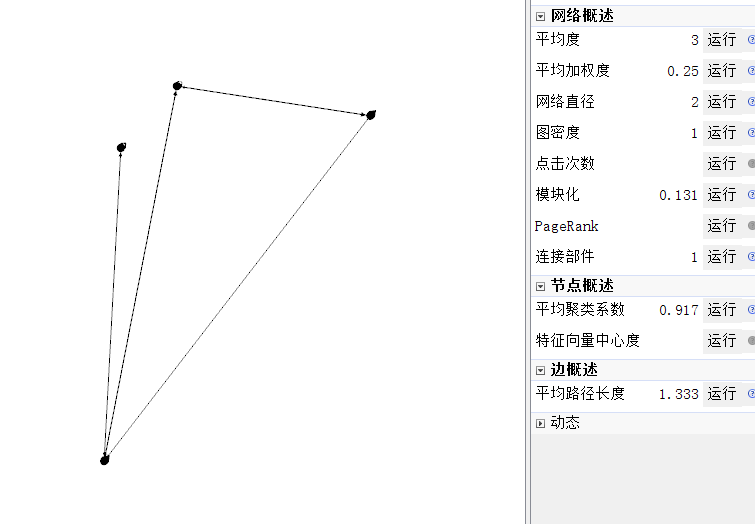 网络概述
平均度 3 运行
平均加权度 0.25 运行
网络直径 2 运行
图密度 1 运行
点击次数 运行
模块化 0.131 运行
PageRank 运行
连接部件 1 运行
节点概述
平均聚类系数 0.917 运行
特征向量中心度 运行
边概述
平均路径长度 1.333 运行
动态